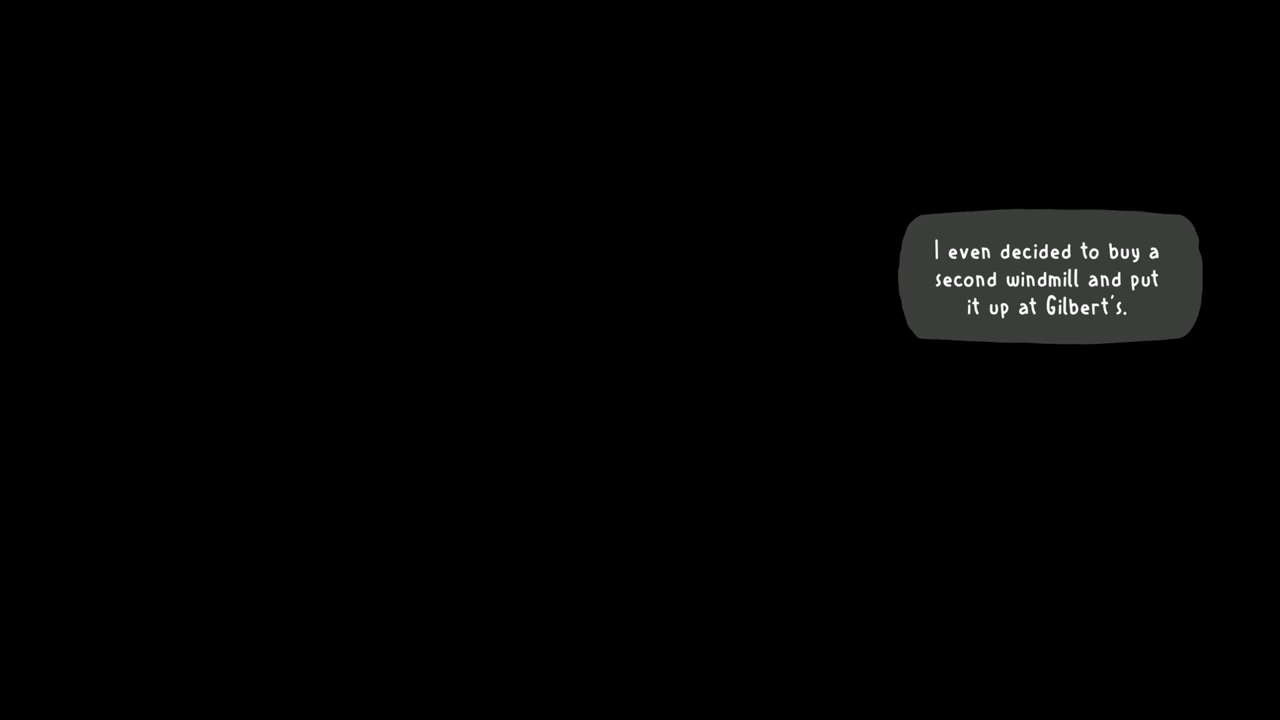 I even decided to buy a
second windmill and put
it up at Gilbert's.